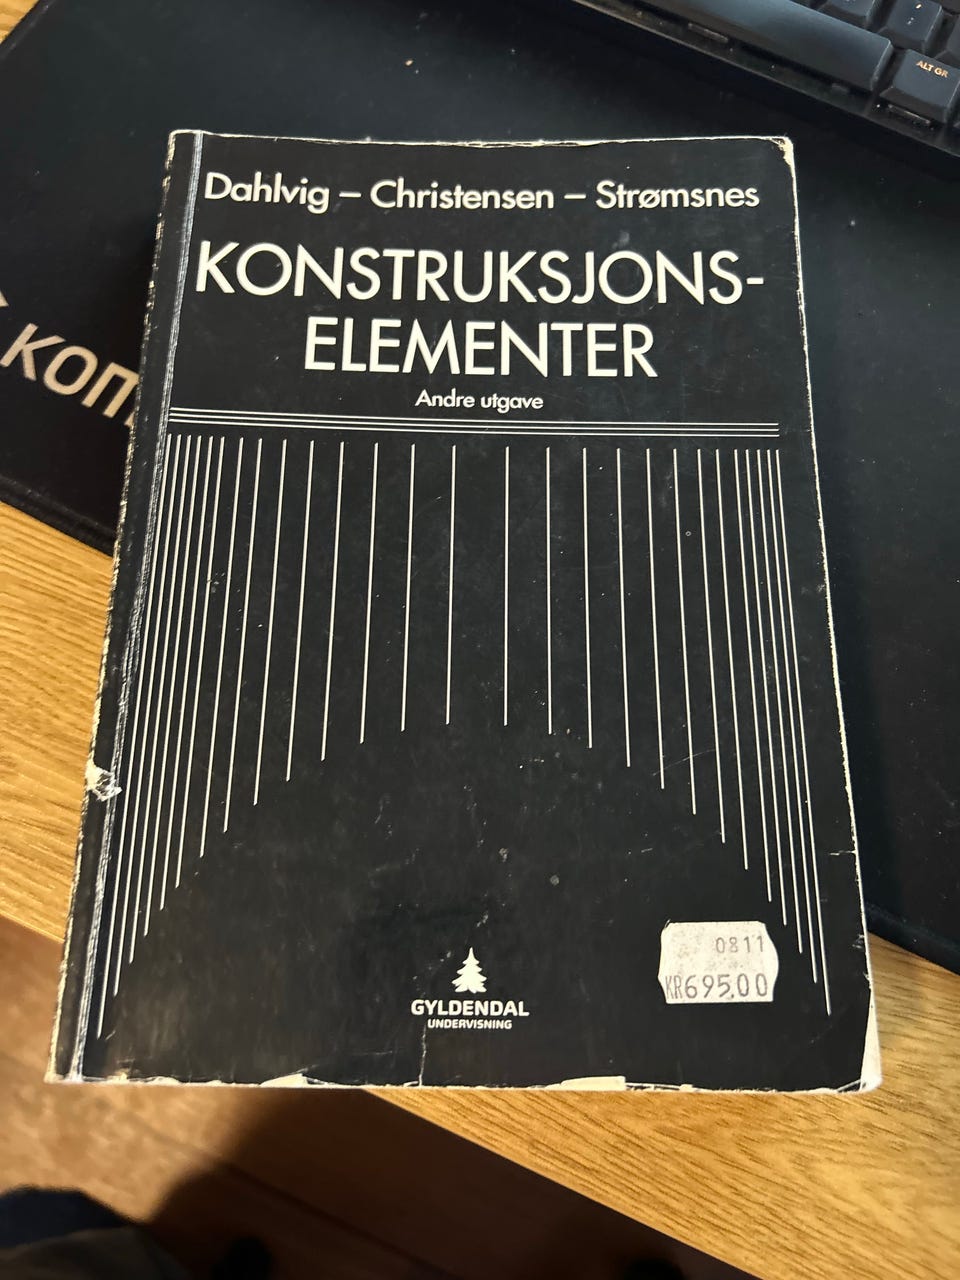 ALT GR
Dahlvig – Christensen – Strømsnes
KONSTRUKSJONS-
ELEMENTER
Andre utgave
0811
KR695.00
GYLDENDAL
UNDERVISNING